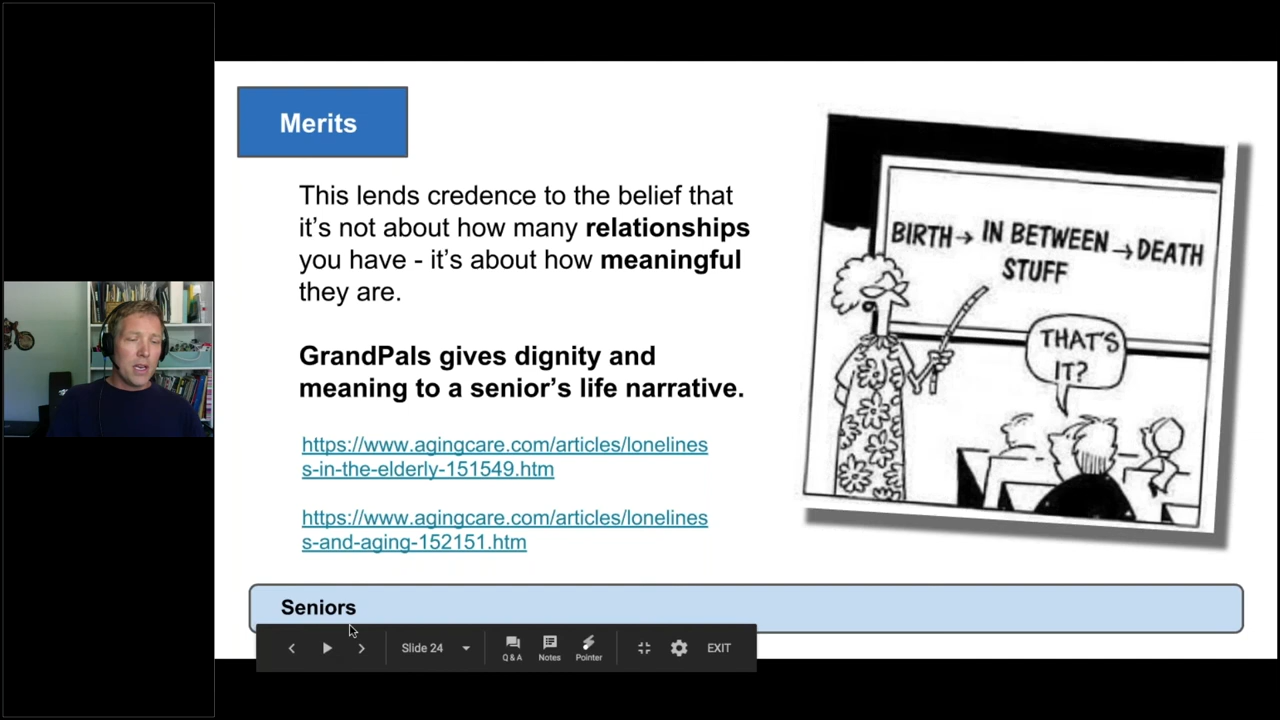 Merits
This lends credence to the belief that
it's not about how many relationships
you have - it's about how meaningful
they are.
GrandPals gives dignity and
meaning to a senior's life narrative.
https://www.agingcare.com/articles/lonelines
s-in-the-elderly-151549.htm
https://www.agingcare.com/articles/lonelines
s-and-aging-152151.htm
BIRTH→ IN BETWEEN →DEATH
STUFF
THAT'S
IT?
Seniors
Slide 24
Q & A
Notes
Pointer
EXIT